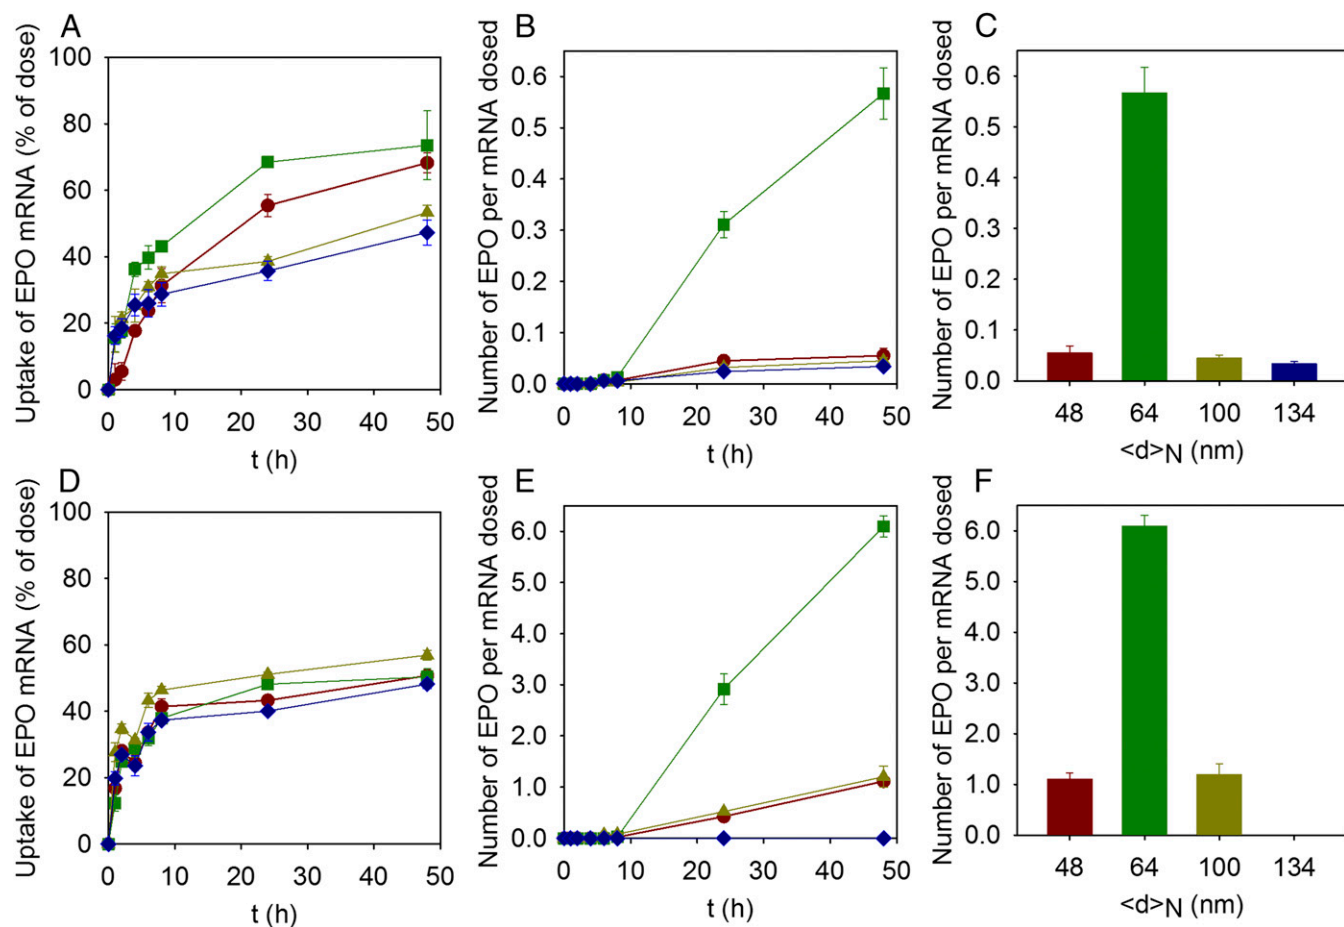 A
Uptake of EPO mRNA (% of dose)
100
80
60
40
20
0
0 10 20 30 40 50
t (h)
B
Number of EPO per mRNA dosed
0.6
0.5
0.4
0.3
0.2
0.1
0.0
0 10 20 30 40 50
t (h)
C
Number of EPO per mRNA dosed
0.6
0.5
0.4
0.3
0.2
0.1
0.0
48 64 100 134
<d>N (nm)
D
Uptake of EPO mRNA (% of dose)
100
80
60
40
20
0
0 10 20 30 40 50
t (h)
E
Number of EPO per mRNA dosed
6.0
5.0
4.0
3.0
2.0
1.0
0.0
0 10 20 30 40 50
t (h)
F
Number of EPO per mRNA dosed
6.0
5.0
4.0
3.0
2.0
1.0
0.0
48 64 100 134
<d>N (nm)